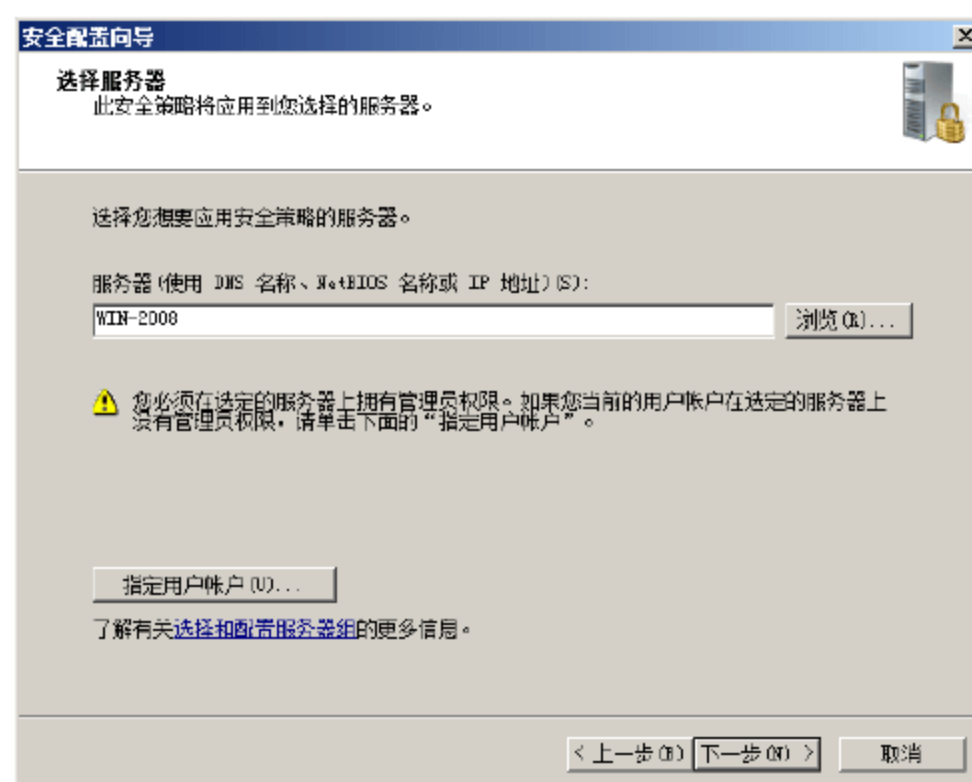 安全配置向导
选择服务器
此安全策略将应用到您选择的服务器。
选择您想要应用安全策略的服务器。
服务器(使用 DNS 名称、NetBIOS 名称或 IP 地址)(S):
WIN-2008
浏览(R)...
您必须在选定的服务器上拥有管理员权限。如果您当前的用户帐户在选定的服务器上
没有管理员权限，请单击下面的“指定用户帐户”。
指定用户帐户(U)...
了解有关选择和配置服务器组的更多信息。
< 上一步(B) 下一步(N) > 取消